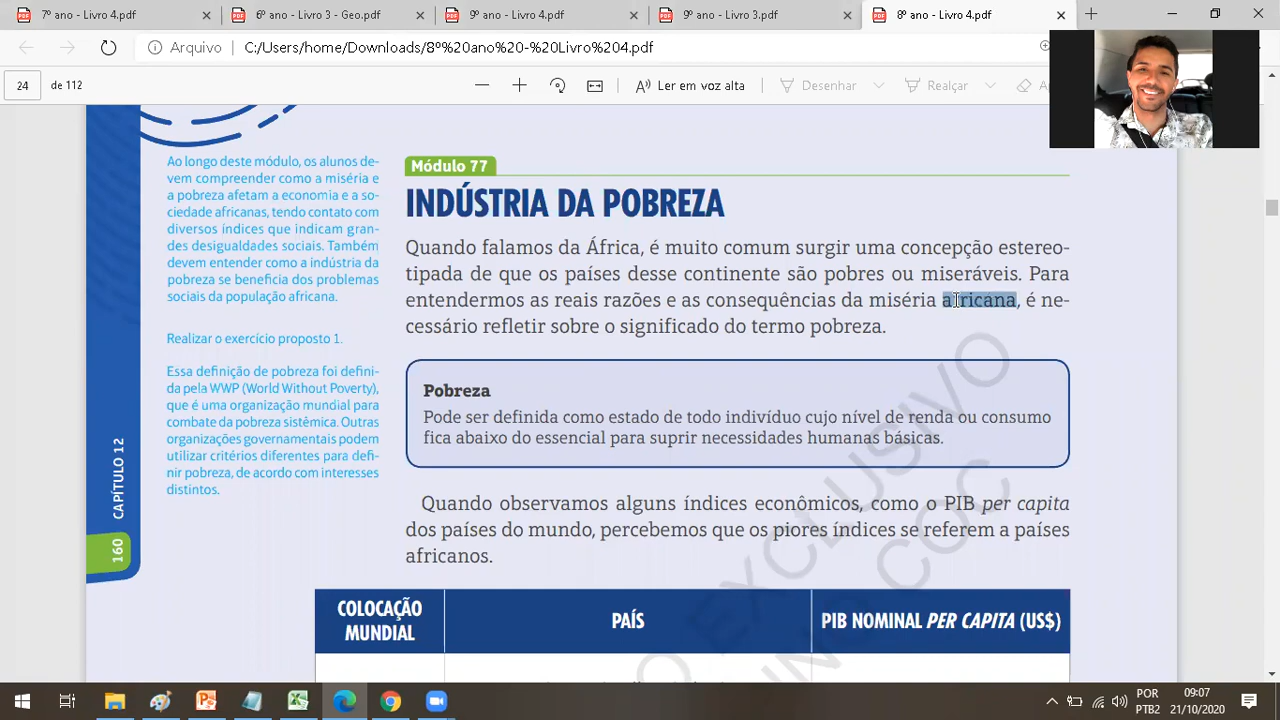 7º ano - Livro 4.pdf
6º ano - Livro 3 - Geo.pdf
9º ano - Livro 4.pdf
9º ano - Livro 3.pdf
8º ano - Livro 4.pdf
Arquivo
C:/Users/home/Downloads/8º%20ano%20-%20Livro%204.pdf
24
de 112
Ler em voz alta
Desenhar
Realçar
Ao longo deste módulo, os alunos de-
vem compreender como a miséria e
a pobreza afetam a economia e a so-
ciedade africanas, tendo contato com
diversos índices que indicam gran-
des desigualdades sociais. Também
devem entender como a indústria da
pobreza se beneficia dos problemas
sociais da população africana.
Realizar o exercício proposto 1.
Essa definição de pobreza foi defini-
da pela WWP (World Without Poverty),
que é uma organização mundial para
combate da pobreza sistêmica. Outras
organizações governamentais podem
utilizar critérios diferentes para defi-
nir pobreza, de acordo com interesses
distintos.
CAPÍTULO 12
160
Módulo 77
INDÚSTRIA DA POBREZA
Quando falamos da África, é muito comum surgir uma concepção estereo-
tipada de que os países desse continente são pobres ou miseráveis. Para
entendermos as reais razões e as consequências da miséria africana, é ne-
cessário refletir sobre o significado do termo pobreza.
Pobreza
Pode ser definida como estado de todo indivíduo cujo nível de renda ou consumo
fica abaixo do essencial para suprir necessidades humanas básicas.
Quando observamos alguns índices econômicos, como o PIB per capita
dos países do mundo, percebemos que os piores índices se referem a países
africanos.
COLOCAÇÃO
MUNDIAL
PAÍS
PIB NOMINAL PER CAPITA (US$)
EXCLUSIVO
COC
POR
PTB2
09:07
21/10/2020